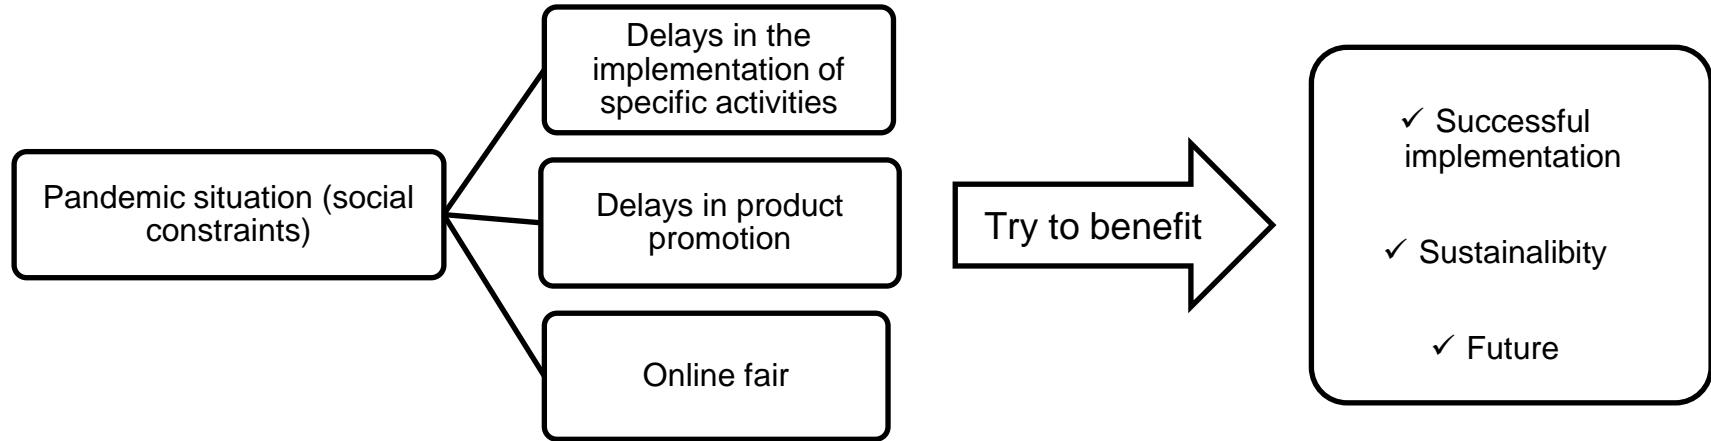 Pandemic situation (social
constraints)
Delays in the
implementation of
specific activities
Delays in product
promotion
Online fair
Try to benefit
✓ Successful
implementation
✓ Sustainalibity
✓ Future